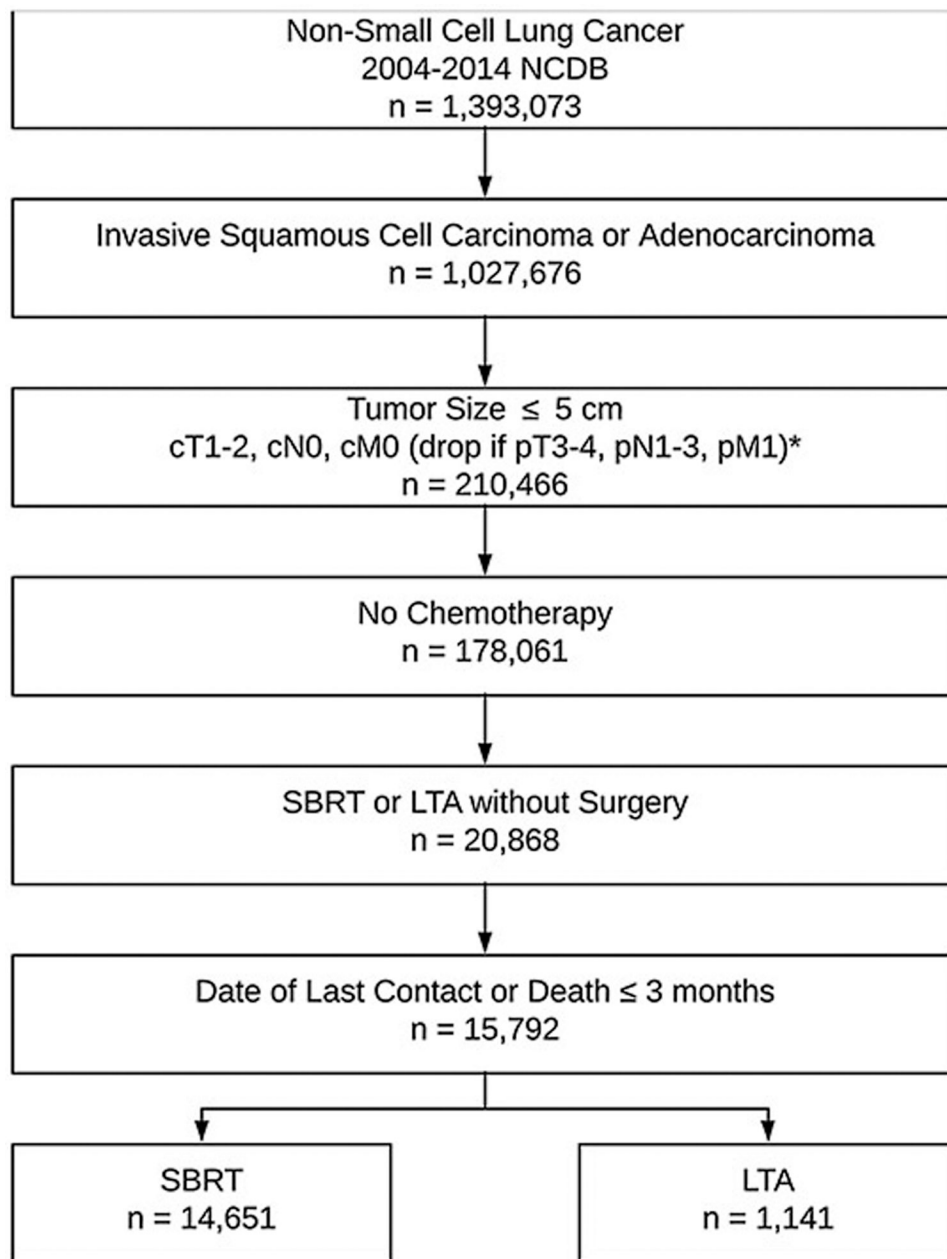 Non-Small Cell Lung Cancer
2004-2014 NCDB
n = 1,393,073
Invasive Squamous Cell Carcinoma or Adenocarcinoma
n = 1,027,676
Tumor Size ≤ 5 cm
cT1-2, cN0, cM0 (drop if pT3-4, pN1-3, pM1)*
n = 210,466
No Chemotherapy
n = 178,061
SBRT or LTA without Surgery
n = 20,868
Date of Last Contact or Death ≤ 3 months
n = 15,792
SBRT
n = 14,651
LTA
n = 1,141